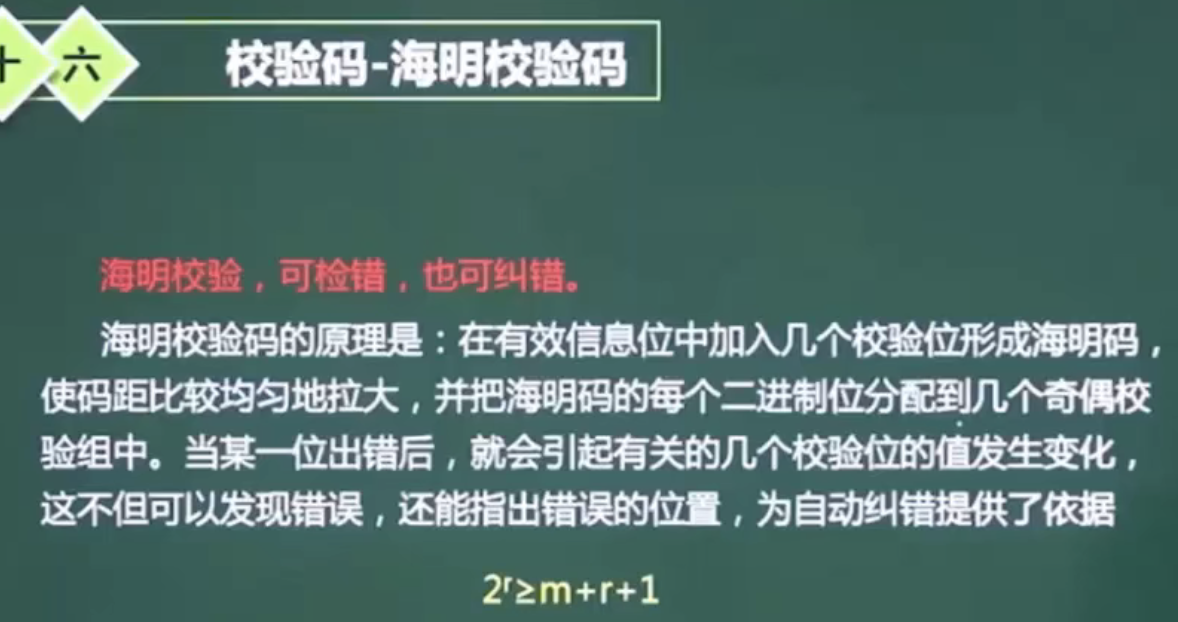 十六 校验码-海明校验码
海明校验，可检错，也可纠错。
海明校验码的原理是：在有效信息位中加入几个校验位形成海明码，
使码距比较均匀地拉大，并把海明码的每个二进制位分配到几个奇偶校
验组中。当某一位出错后，就会引起有关的几个校验位的值发生变化，
这不但可以发现错误，还能指出错误的位置，为自动纠错提供了依据
2ʳ≥m+r+1